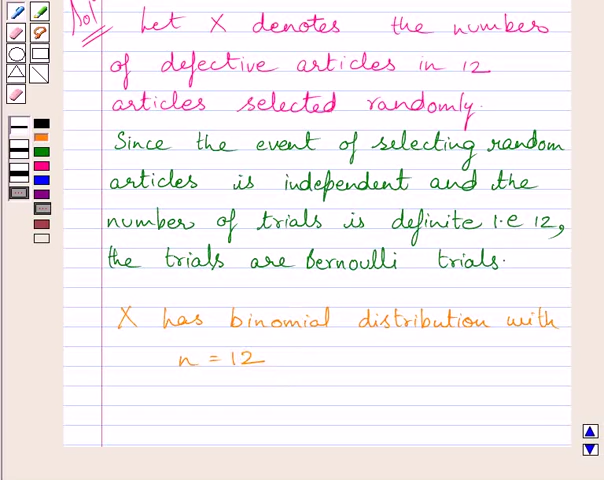 Solⁿ Let X denotes the number
of defective articles in 12
articles selected randomly.
Since the event of selecting random
articles is independent and the
number of trials is definite i.e 12,
the trials are Bernoulli trials.
X has binomial distribution with
n = 12